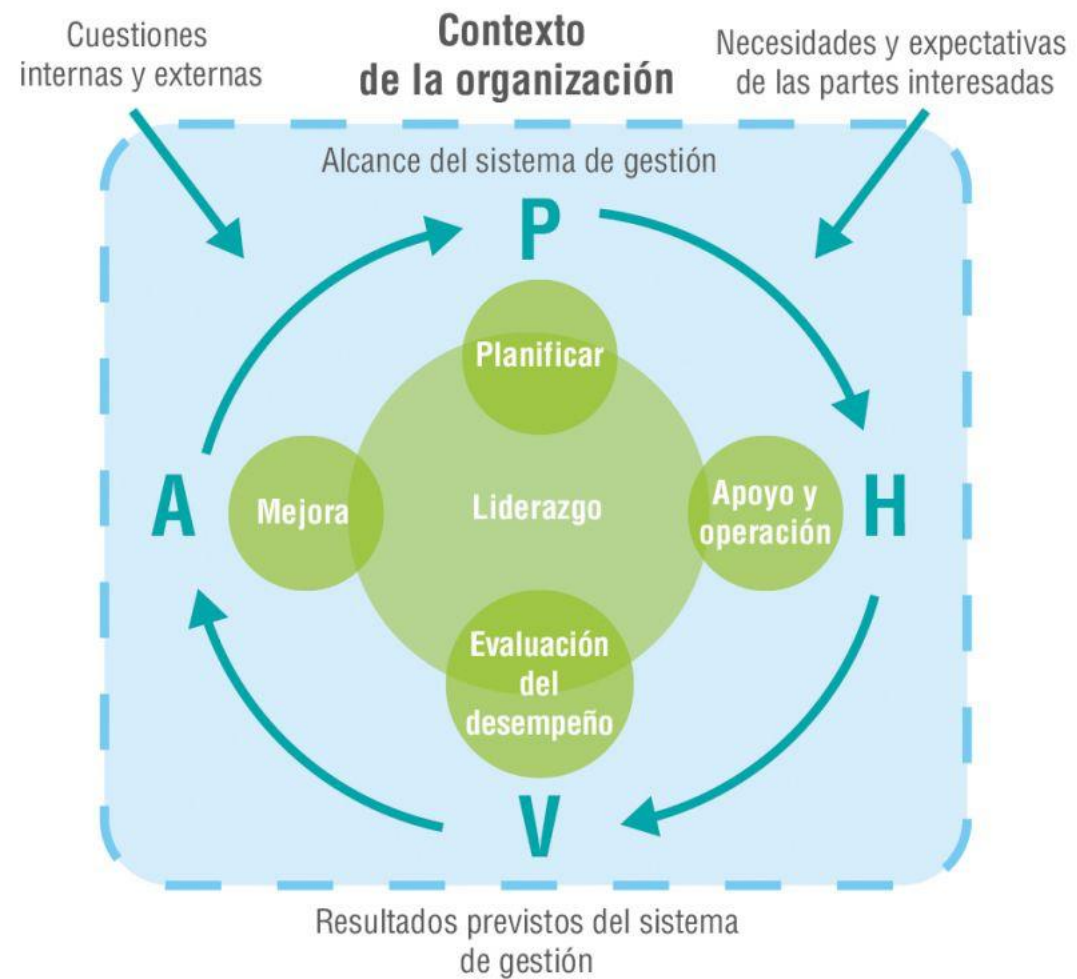 Cuestiones
internas y externas
Contexto
de la organización
Necesidades y expectativas
de las partes interesadas
Alcance del sistema de gestión
P
Planificar
A
Mejora
Liderazgo
Apoyo y
operación
H
Evaluación
del
desempeño
V
Resultados previstos del sistema
de gestión